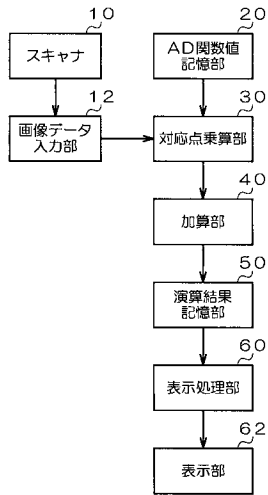 10
スキャナ
12
画像データ
入力部
20
AD関数値
記憶部
30
対応点乗算部
40
加算部
50
演算結果
記憶部
60
表示処理部
62
表示部